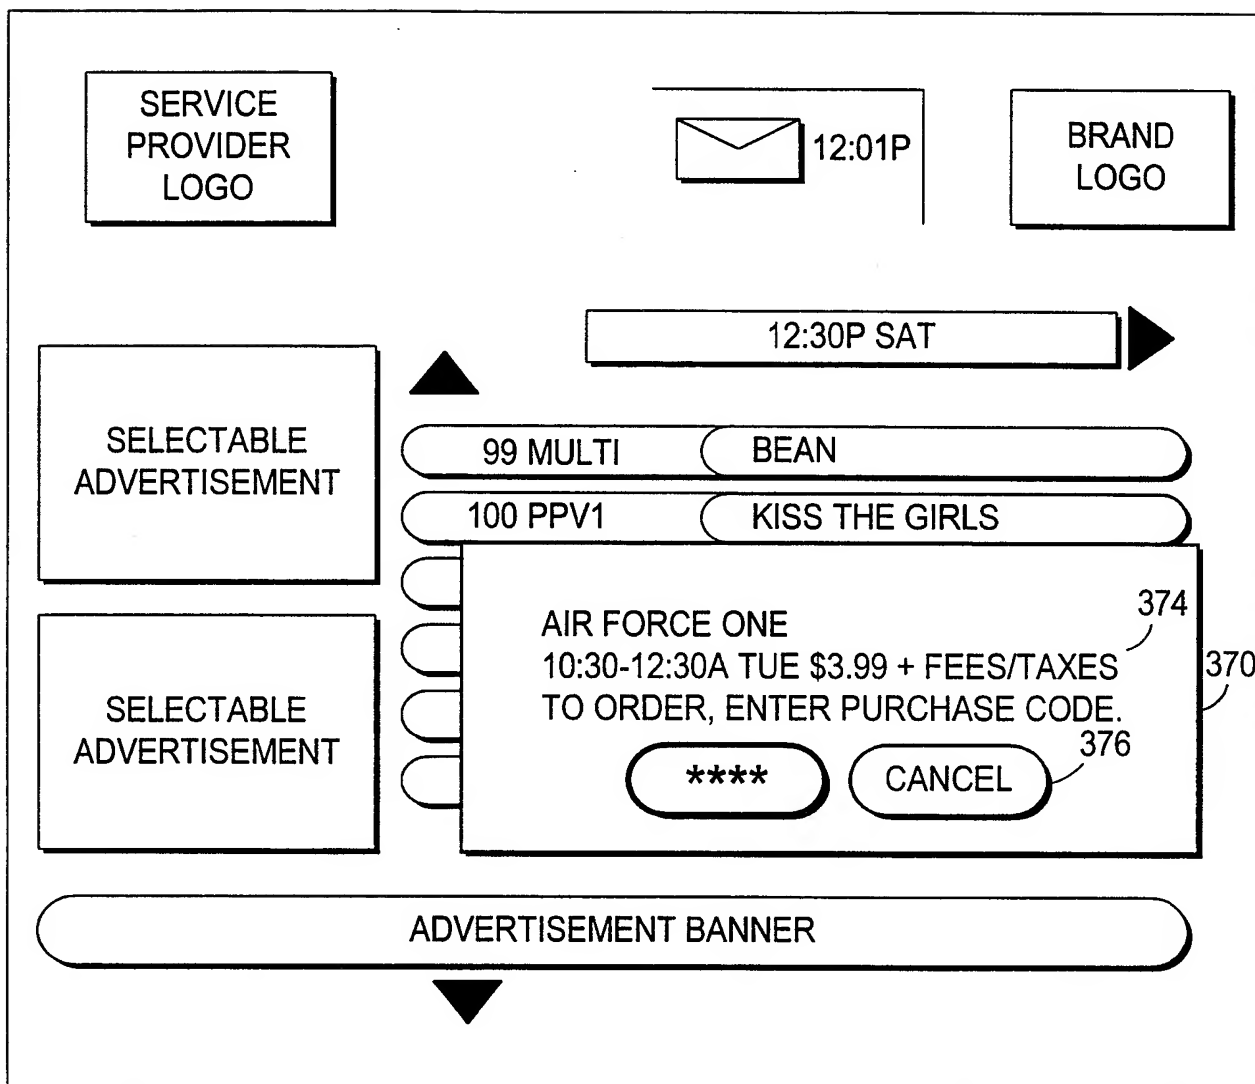 SERVICE
PROVIDER
LOGO
12:01P
BRAND
LOGO
12:30P SAT
SELECTABLE
ADVERTISEMENT
99 MULTI BEAN
100 PPV1 KISS THE GIRLS
374
AIR FORCE ONE
10:30-12:30A TUE $3.99 + FEES/TAXES
370
TO ORDER, ENTER PURCHASE CODE.
376
**** CANCEL
SELECTABLE
ADVERTISEMENT
ADVERTISEMENT BANNER